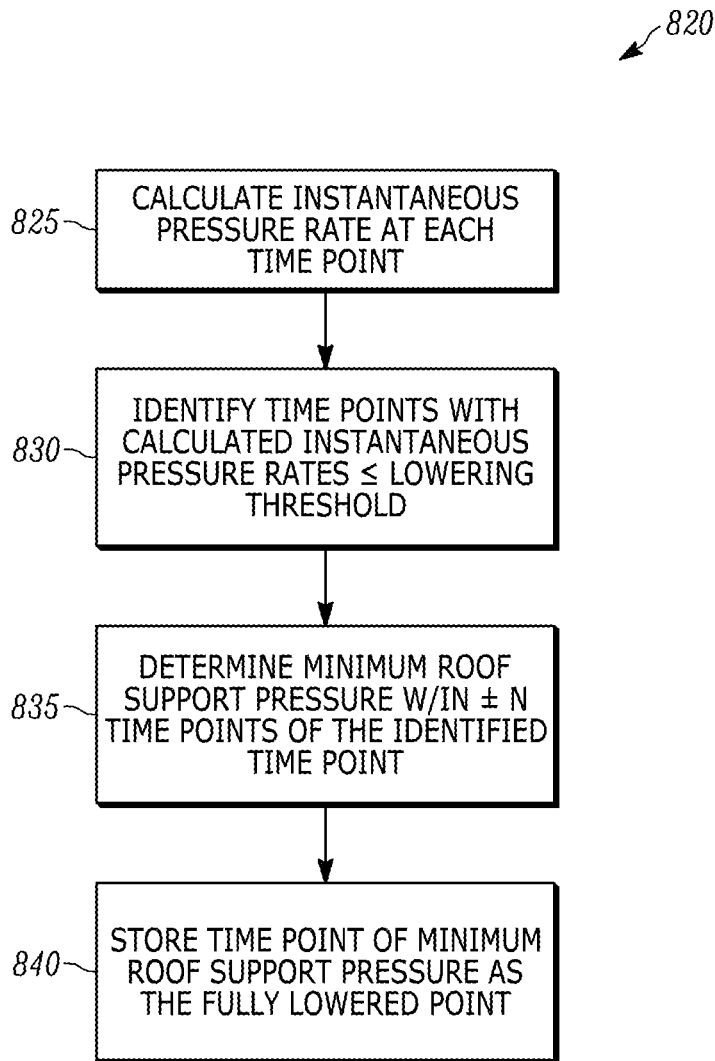 820
825
CALCULATE INSTANTANEOUS
PRESSURE RATE AT EACH
TIME POINT
830
IDENTIFY TIME POINTS WITH
CALCULATED INSTANTANEOUS
PRESSURE RATES ≤ LOWERING
THRESHOLD
835
DETERMINE MINIMUM ROOF
SUPPORT PRESSURE W/IN ± N
TIME POINTS OF THE IDENTIFIED
TIME POINT
840
STORE TIME POINT OF MINIMUM
ROOF SUPPORT PRESSURE AS
THE FULLY LOWERED POINT